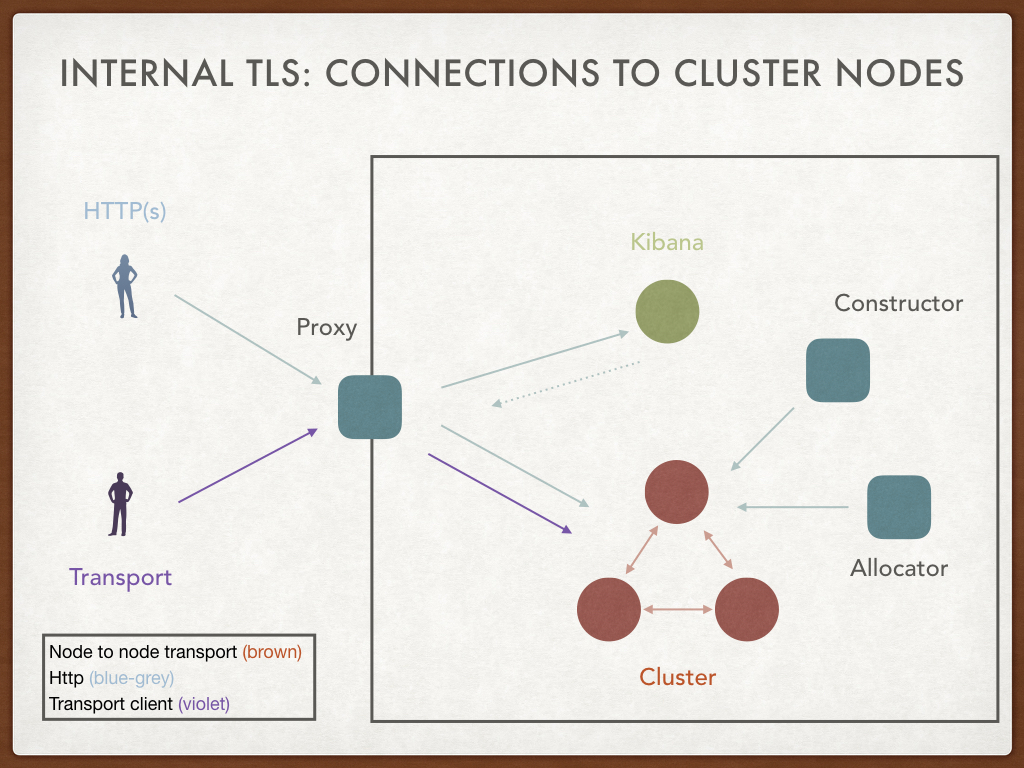 INTERNAL TLS: CONNECTIONS TO CLUSTER NODES
HTTP(s)
Kibana
Constructor
Proxy
Allocator
Transport
Node to node transport (brown)
Http (blue-grey)
Transport client (violet)
Cluster